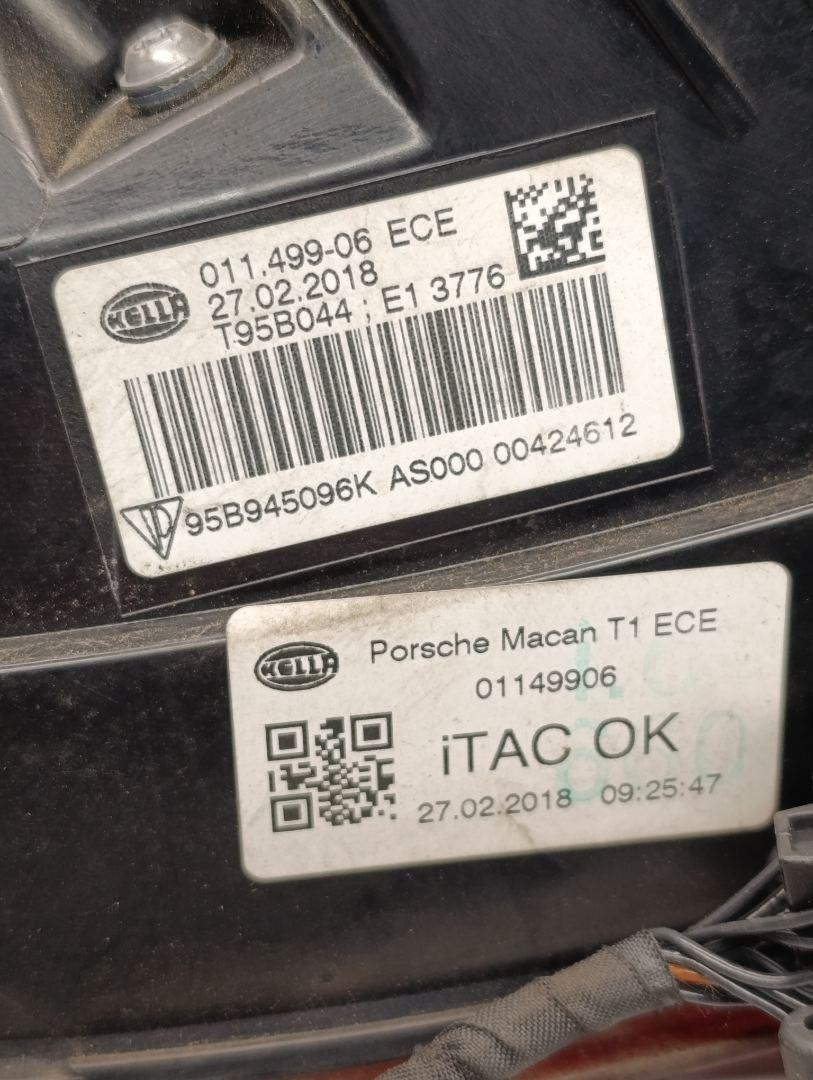 HELLA
011.499-06 ECE
27.02.2018
T95B044 ; E1 3776
95B945096K AS000 00424612
HELLA
Porsche Macan T1 ECE
01149906
iTAC OK
27.02.2018 09:25:47